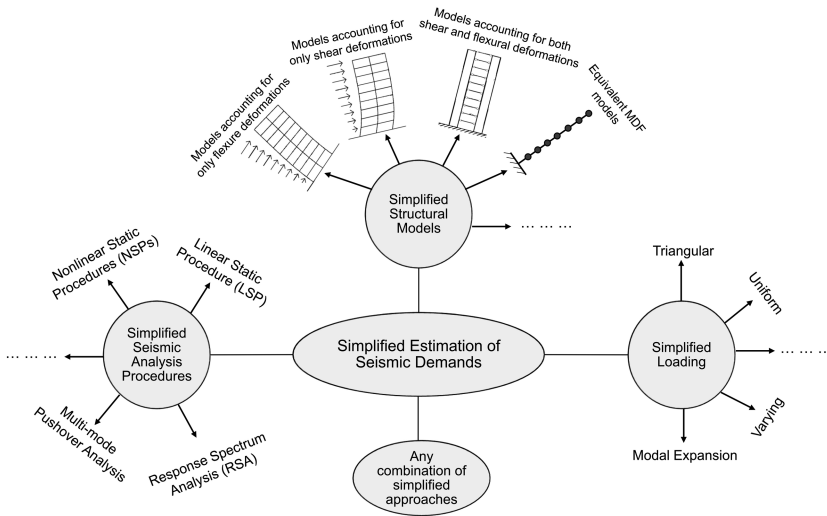 Models accounting for
only flexure deformations
Models accounting for
only shear deformations
Models accounting for both
shear and flexural deformations
Equivalent MDF
models
Simplified
Structural
Models
... ... ...
Nonlinear Static
Procedures (NSPs)
Linear Static
Procedure (LSP)
Simplified
Seismic
Analysis
Procedures
... ... ...
Multi-mode
Pushover Analysis
Response Spectrum
Analysis (RSA)
Simplified Estimation of
Seismic Demands
Any
combination of
simplified
approaches
Triangular
Uniform
Simplified
Loading
... ... ...
Varying
Modal Expansion